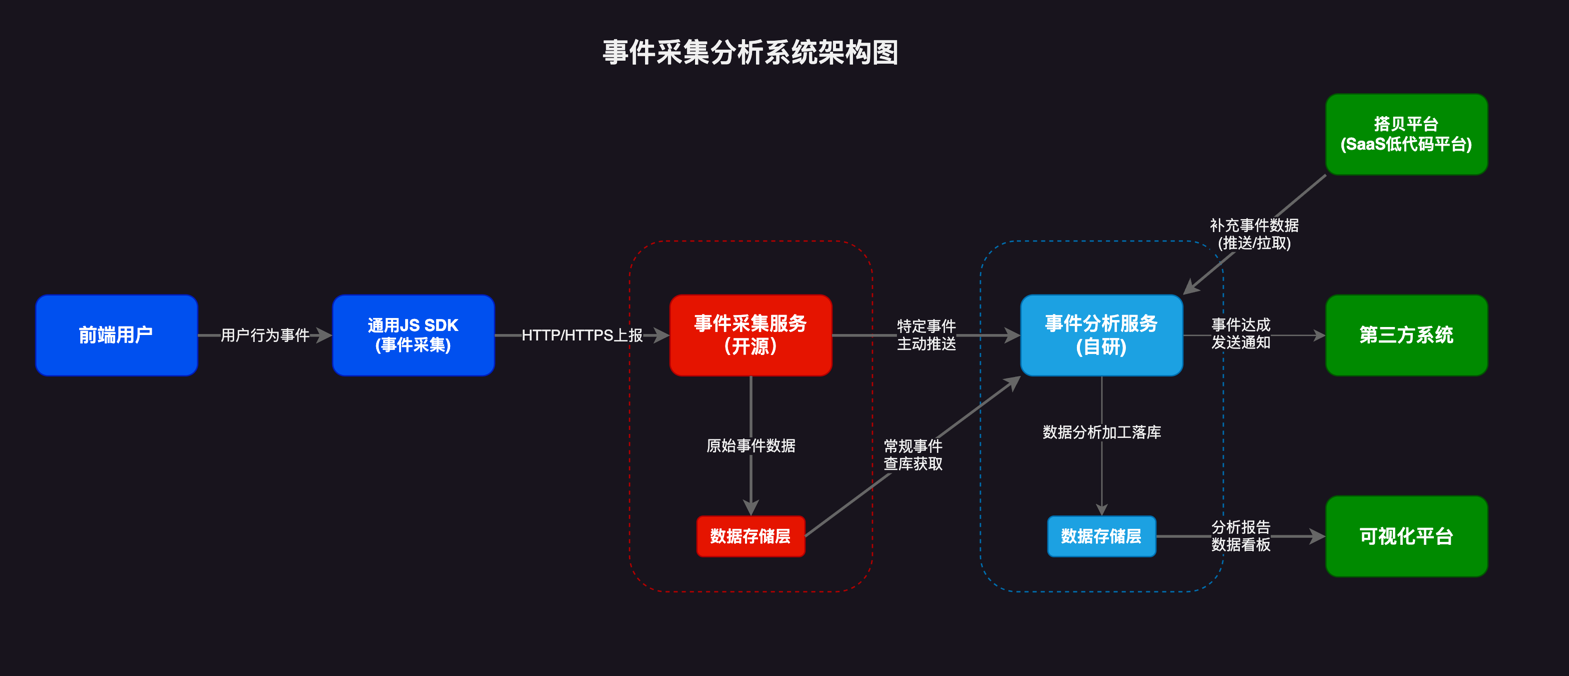 事件采集分析系统架构图
搭贝平台
(SaaS低代码平台)
补充事件数据
(推送/拉取)
前端用户
用户行为事件
通用JS SDK
(事件采集)
HTTP/HTTPS上报
事件采集服务
（开源）
特定事件
主动推送
事件分析服务
(自研)
事件达成
发送通知
第三方系统
原始事件数据
常规事件
查库获取
数据分析加工落库
数据存储层
数据存储层
分析报告
数据看板
可视化平台